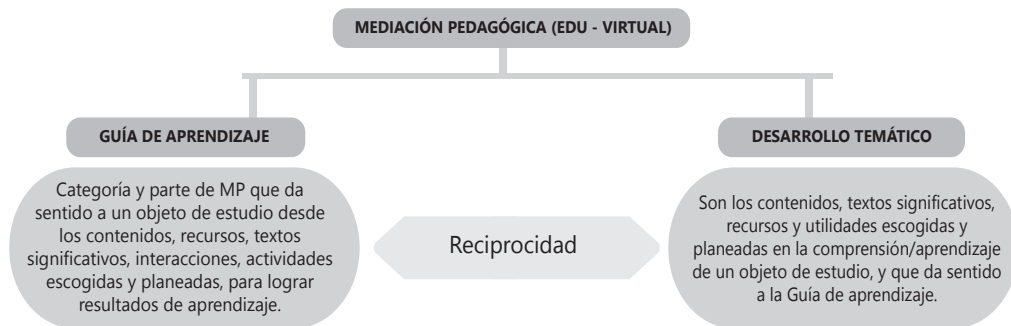 MEDIACIÓN PEDAGÓGICA (EDU - VIRTUAL)
GUÍA DE APRENDIZAJE
Categoría y parte de MP que da
sentido a un objeto de estudio desde
los contenidos, recursos, textos
significativos, interacciones, actividades
escogidas y planeadas, para lograr
resultados de aprendizaje.
Reciprocidad
DESARROLLO TEMÁTICO
Son los contenidos, textos significativos,
recursos y utilidades escogidas y
planeadas en la comprensión/aprendizaje
de un objeto de estudio, y que da sentido
a la Guía de aprendizaje.